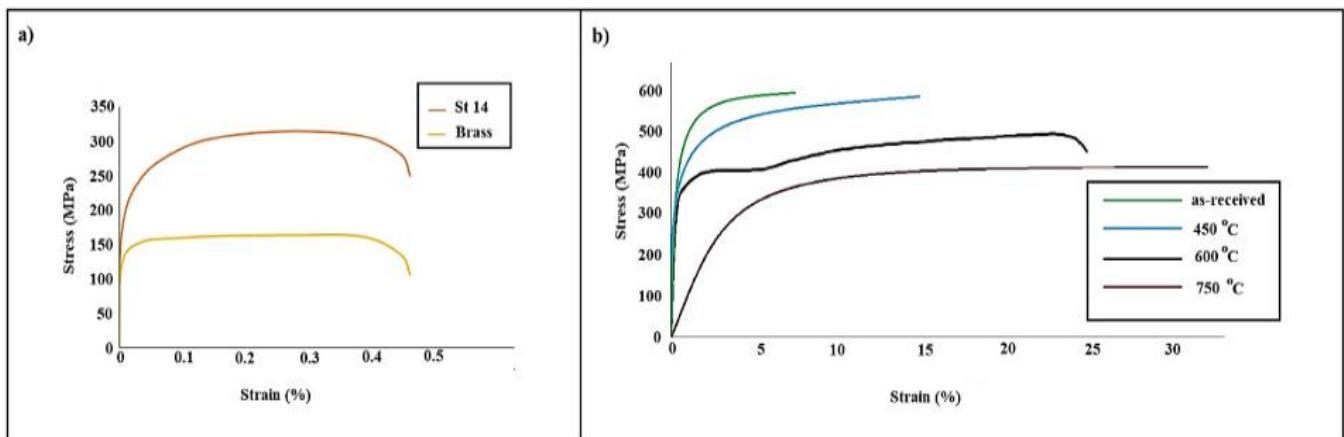 a)
350
300
250
200
150
100
50
0
Stress (MPa)
St 14
Brass
0 0.1 0.2 0.3 0.4 0.5
Strain (%)
b)
600
500
400
300
200
100
0
Stress (MPa)
as-received
450 °C
600 °C
750 °C
0 5 10 15 20 25 30
Strain (%)